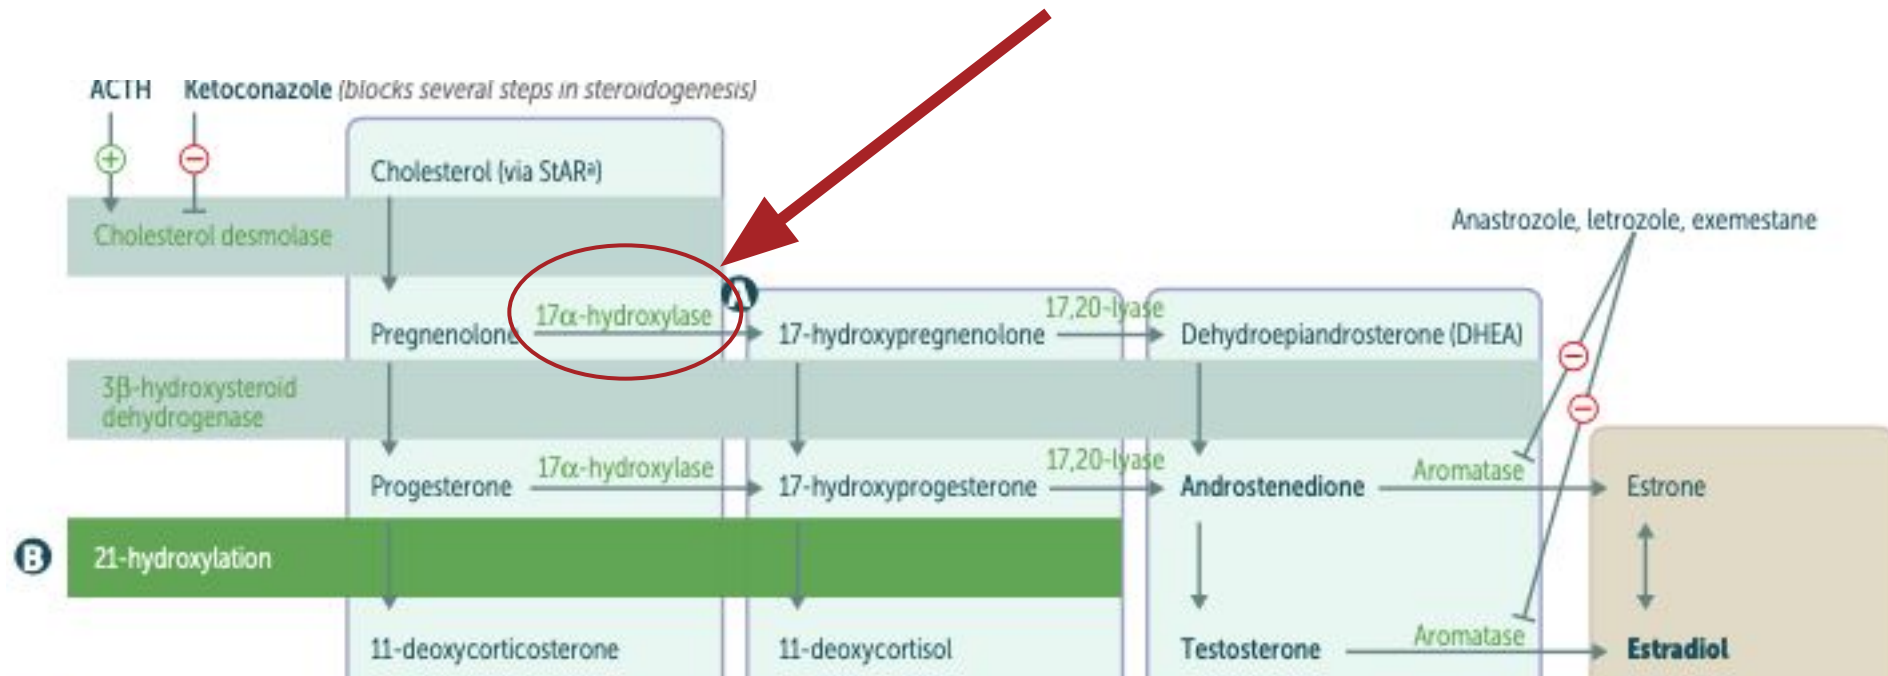 ACTH Ketoconazole (blocks several steps in steroidogenesis)
+ −
Cholesterol (via StARª)
Cholesterol desmolase
Anastrozole, letrozole, exemestane
A
17α-hydroxylase 17,20-lyase
Pregnenolone 17-hydroxypregnenolone Dehydroepiandrosterone (DHEA)
−
3β-hydroxysteroid
dehydrogenase
−
17α-hydroxylase 17,20-lyase Aromatase
Progesterone 17-hydroxyprogesterone Androstenedione Estrone
B 21-hydroxylation
Aromatase
11-deoxycorticosterone 11-deoxycortisol Testosterone Estradiol